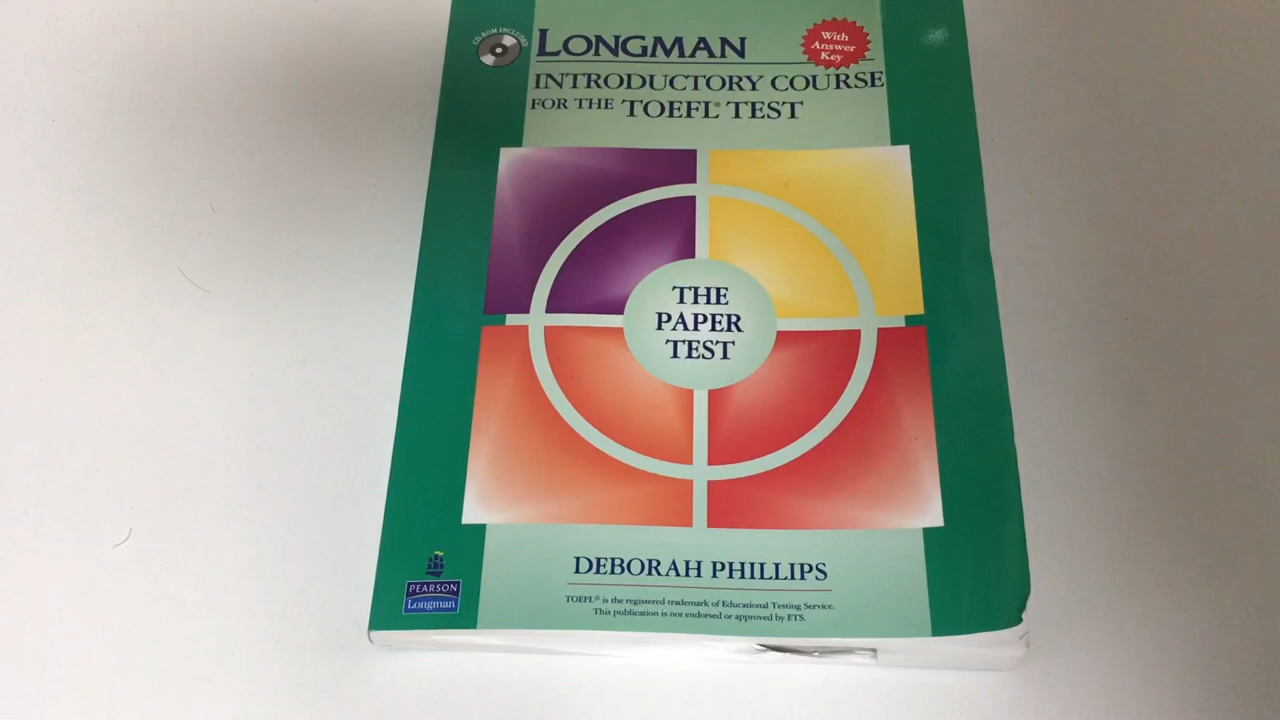 CD-ROM INCLUDED
LONGMAN
With
Answer
Key
INTRODUCTORY COURSE
FOR THE TOEFL® TEST
THE
PAPER
TEST
DEBORAH PHILLIPS
PEARSON
Longman
TOEFL® is the registered trademark of Educational Testing Service.
This publication is not endorsed or approved by ETS.